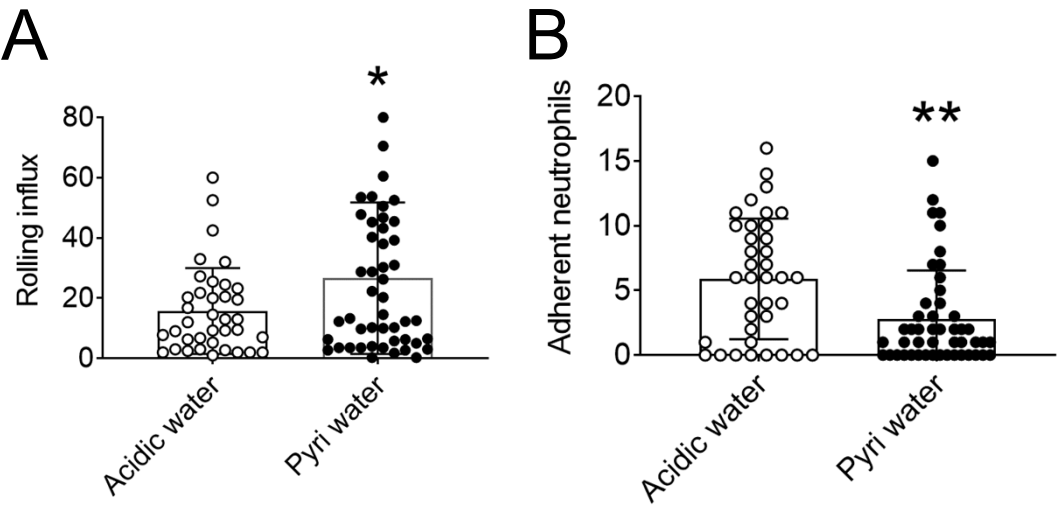 A
B
*
**
Rolling influx
80
60
40
20
0
Acidic water
Pyri water
Adherent neutrophils
20
15
10
5
0
Acidic water
Pyri water